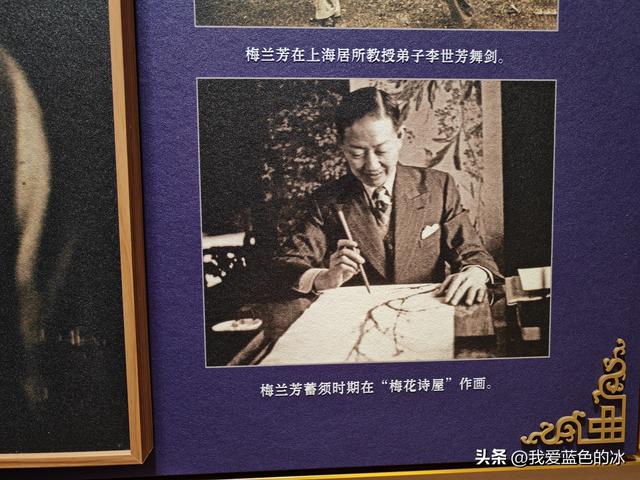 梅兰芳在上海居所教授弟子李世芳舞剑。
梅兰芳蓄须时期在“梅花诗屋”作画。
曲
头条 @我爱蓝色的冰